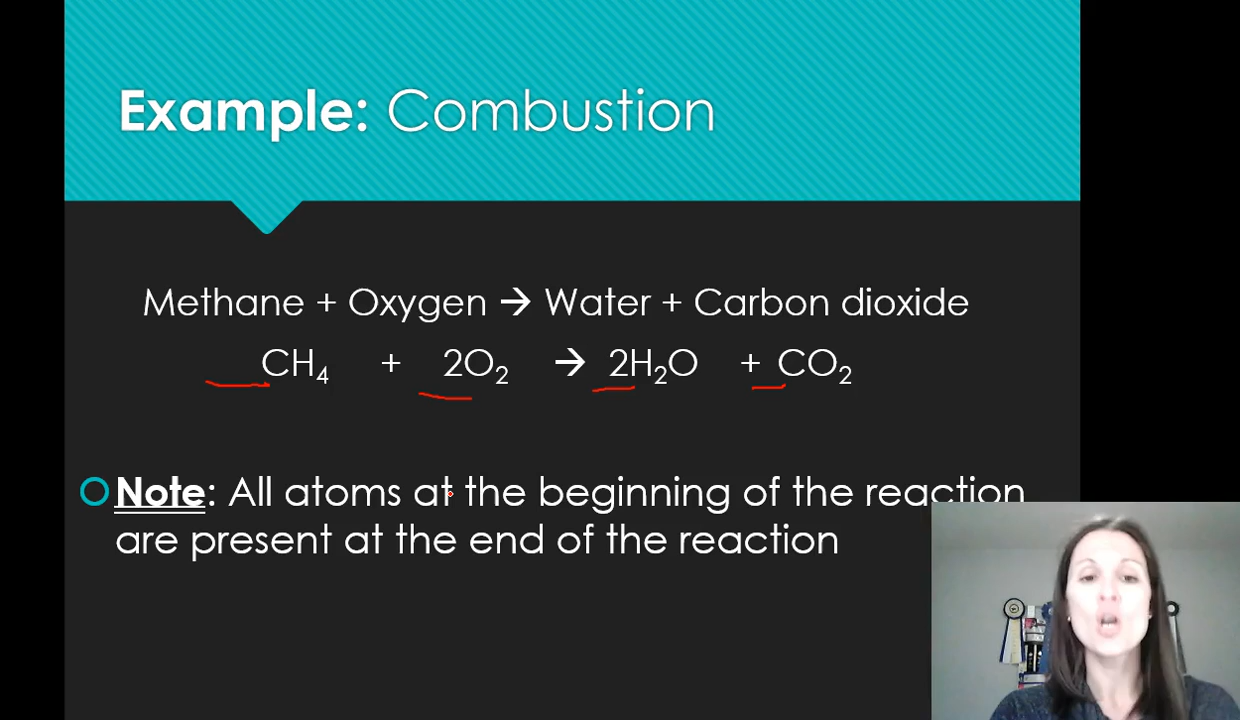 Example: Combustion
Methane + Oxygen → Water + Carbon dioxide
CH₄ + 2O₂ → 2H₂O + CO₂
Note: All atoms at the beginning of the reaction
are present at the end of the reaction